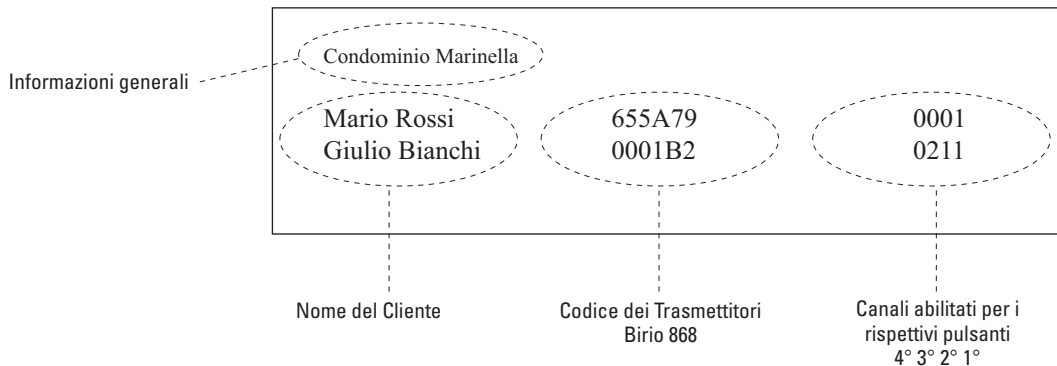 Condominio Marinella
Informazioni generali
Mario Rossi 655A79 0001
Giulio Bianchi 0001B2 0211
Nome del Cliente
Codice dei Trasmettitori
Birio 868
Canali abilitati per i
rispettivi pulsanti
4° 3° 2° 1°